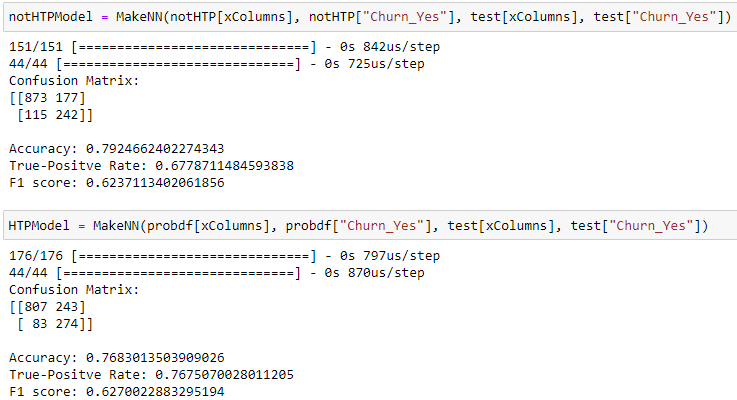 notHTPModel = MakeNN(notHTP[xColumns], notHTP["Churn_Yes"], test[xColumns], test["Churn_Yes"])
151/151 [==============================] - 0s 842us/step
44/44 [==============================] - 0s 725us/step
Confusion Matrix:
[[873 177]
 [115 242]]
Accuracy: 0.7924662402274343
True-Positve Rate: 0.6778711484593838
F1 score: 0.6237113402061856
HTPModel = MakeNN(probdf[xColumns], probdf["Churn_Yes"], test[xColumns], test["Churn_Yes"])
176/176 [==============================] - 0s 797us/step
44/44 [==============================] - 0s 870us/step
Confusion Matrix:
[[807 243]
 [ 83 274]]
Accuracy: 0.7683013503909026
True-Positve Rate: 0.7675070028011205
F1 score: 0.6270022883295194